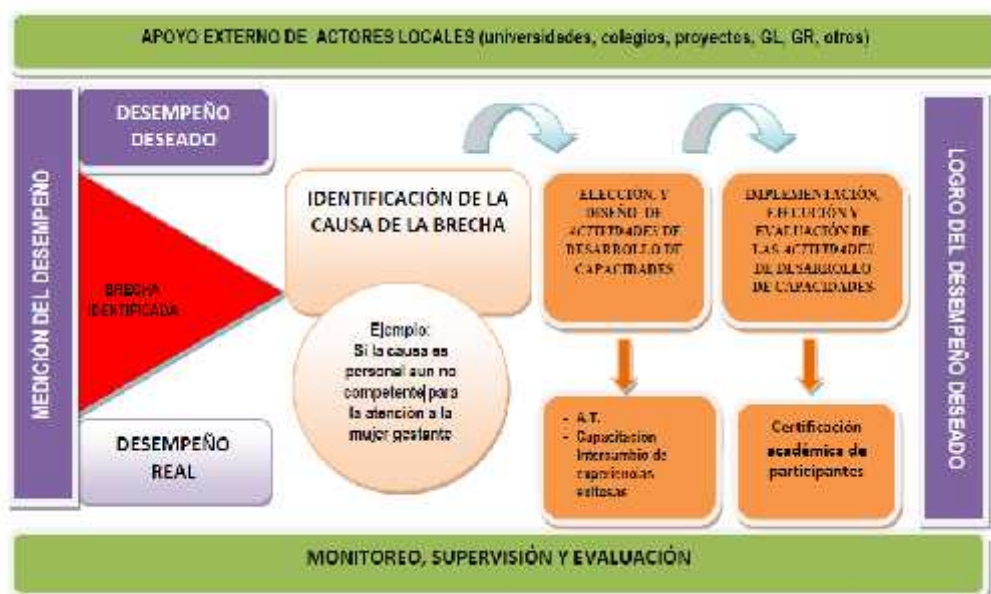 APOYO EXTERNO DE ACTORES LOCALES (universidades, colegios, proyectos, GL, GR, otros)
MEDICIÓN DEL DESEMPEÑO
DESEMPEÑO
DESEADO
BRECHA
IDENTIFICADA
DESEMPEÑO
REAL
IDENTIFICACIÓN DE LA
CAUSA DE LA BRECHA
Ejemplo:
Si la causa es
personal aun no
competente para
la atención a la
mujer gestante
ELECCIÓN, Y
DISEÑO DE
ACTIVIDADES DE
DESARROLLO DE
CAPACIDADES
- A.T.
- Capacitación
Intercambio de
experiencias
exitosas
IMPLEMENTACIÓN,
EJECUCIÓN Y
EVALUACIÓN DE
LAS ACTIVIDADES
DE DESARROLLO
DE CAPACIDADES
Certificación
académica de
participantes
LOGRO DEL DESEMPEÑO DESEADO
MONITOREO, SUPERVISIÓN Y EVALUACIÓN